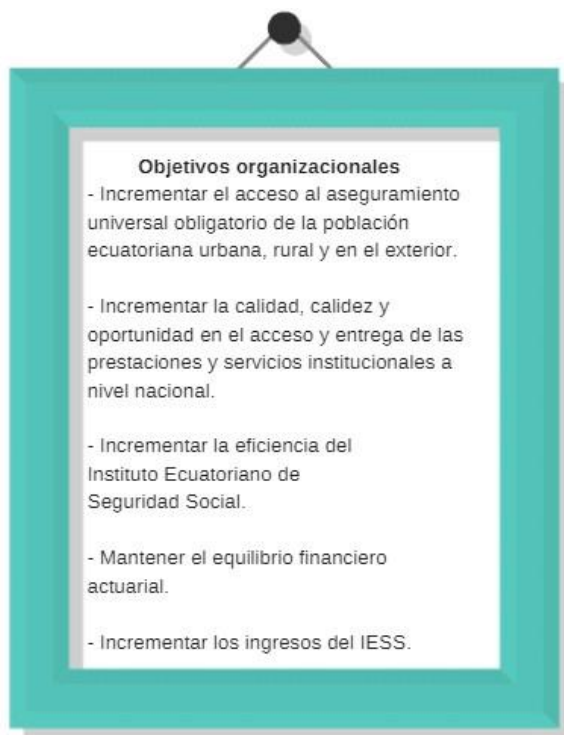 Objetivos organizacionales
- Incrementar el acceso al aseguramiento
universal obligatorio de la población
ecuatoriana urbana, rural y en el exterior.
- Incrementar la calidad, calidez y
oportunidad en el acceso y entrega de las
prestaciones y servicios institucionales a
nivel nacional.
- Incrementar la eficiencia del
Instituto Ecuatoriano de
Seguridad Social.
- Mantener el equilibrio financiero
actuarial.
- Incrementar los ingresos del IESS.